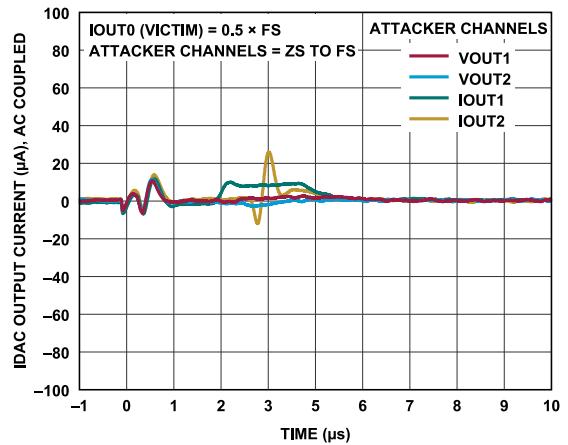 IOUT0 (VICTIM) = 0.5 × FS
ATTACKER CHANNELS = ZS TO FS
ATTACKER CHANNELS
VOUT1
VOUT2
IOUT1
IOUT2
IDAC OUTPUT CURRENT (µA), AC COUPLED
100
80
60
40
20
0
–20
–40
–60
–80
–100
–1 0 1 2 3 4 5 6 7 8 9 10
TIME (µs)